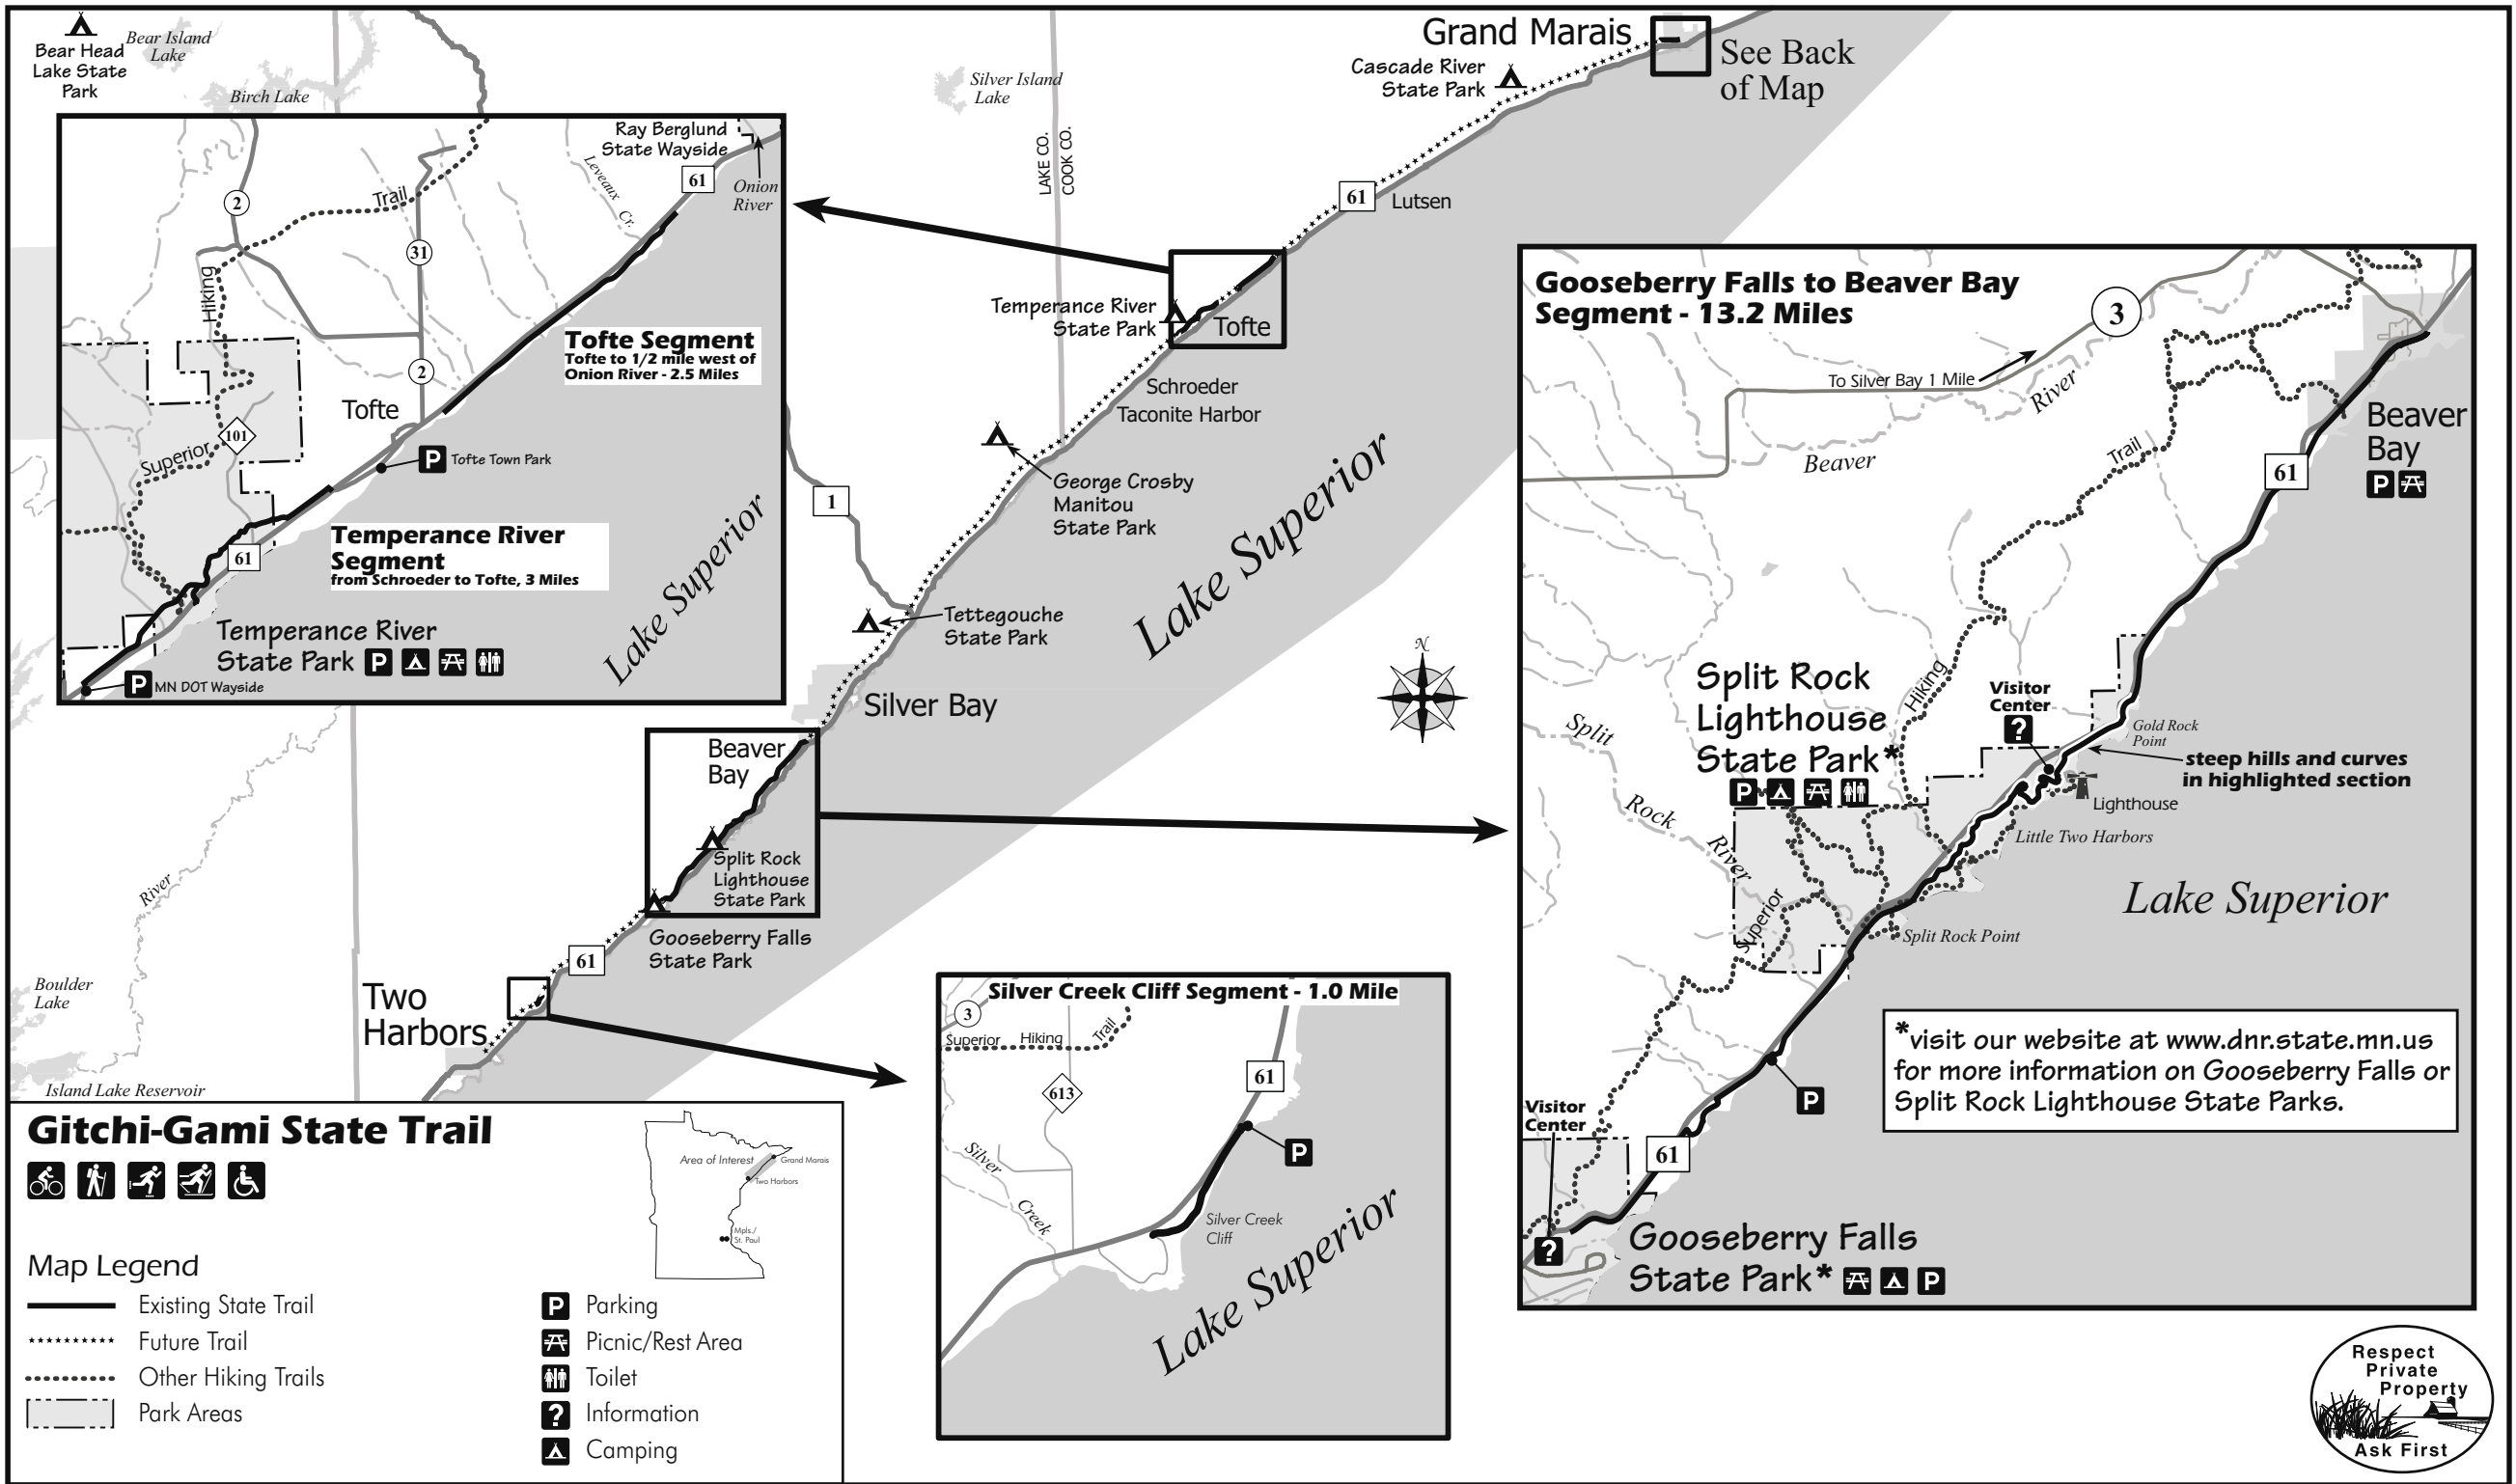 Bear Head
Lake State
Park
Bear Island
Lake
Birch Lake
Silver Island
Lake
LAKE CO.
COOK CO.
Grand Marais
See Back
of Map
Cascade River
State Park
61
Lutsen
Temperance River
State Park
Tofte
Schroeder
Taconite Harbor
George Crosby
Manitou
State Park
1
Tettegouche
State Park
Silver Bay
Lake Superior
N
Beaver
Bay
Split Rock
Lighthouse
State Park
Gooseberry Falls
State Park
61
Two
Harbors
River
Boulder
Lake
Island Lake Reservoir
Ray Berglund
State Wayside
61
Onion
River
Leveaux Cr.
2
Trail
31
Hiking
2
Tofte Segment
Tofte to 1/2 mile west of
Onion River - 2.5 Miles
Tofte
101
Superior
P Tofte Town Park
61
Temperance River
Segment
from Schroeder to Tofte, 3 Miles
Temperance River
State Park P
P MN DOT Wayside
Lake Superior
Gooseberry Falls to Beaver Bay
Segment - 13.2 Miles
3
To Silver Bay 1 Mile
River
Beaver
Trail
Beaver
Bay
P
61
Split Rock
Lighthouse
State Park*
P
Hiking
Visitor
Center
?
Gold Rock
Point
steep hills and curves
in highlighted section
Lighthouse
Little Two Harbors
Split
Rock
River
Superior
Lake Superior
Split Rock Point
*visit our website at www.dnr.state.mn.us
for more information on Gooseberry Falls or
Split Rock Lighthouse State Parks.
P
Visitor
Center
61
?
Gooseberry Falls
State Park* P
Silver Creek Cliff Segment - 1.0 Mile
3
Superior Hiking Trail
61
613
P
Silver
Creek
Silver Creek
Cliff
Lake Superior
Gitchi-Gami State Trail
Area of Interest
Grand Marais
Two Harbors
Mpls./
St. Paul
Map Legend
Existing State Trail
Future Trail
Other Hiking Trails
Park Areas
P Parking
Picnic/Rest Area
Toilet
? Information
Camping
Respect
Private
Property
Ask First